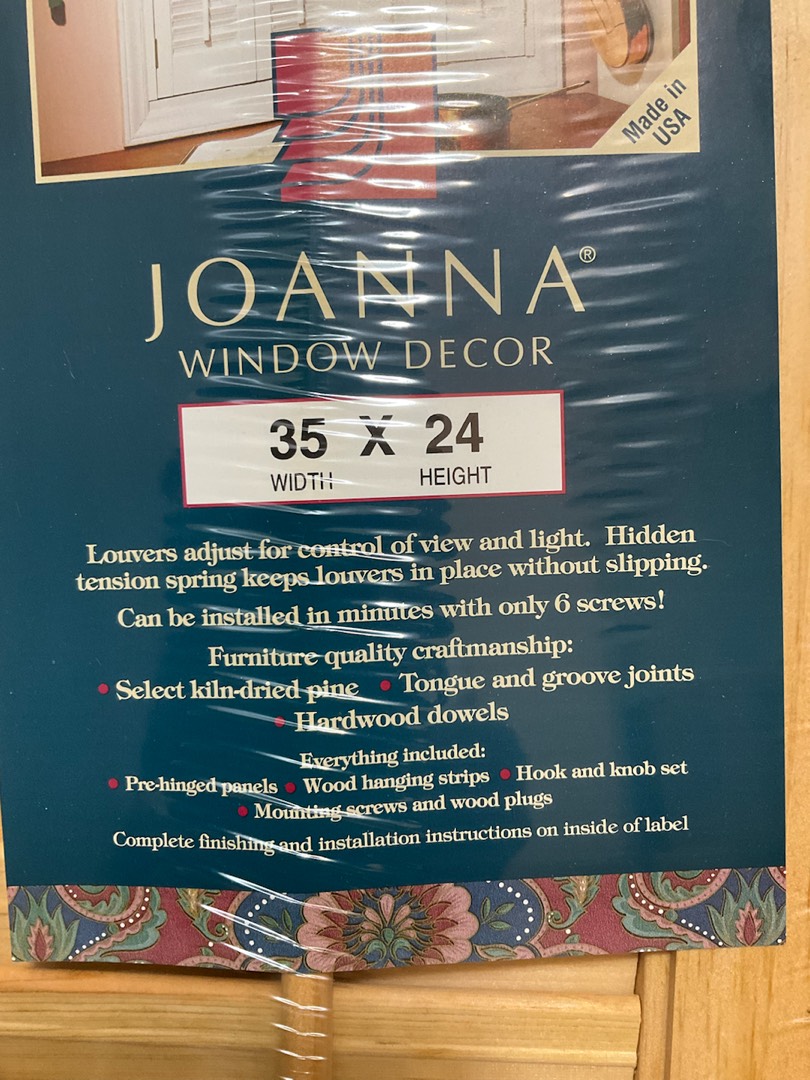 Made in
USA
JOANNA®
WINDOW DECOR
35 X 24
WIDTH HEIGHT
Louvers adjust for control of view and light. Hidden
tension spring keeps louvers in place without slipping.
Can be installed in minutes with only 6 screws!
Furniture quality craftmanship:
• Select kiln-dried pine • Tongue and groove joints
• Hardwood dowels
Everything included:
• Pre-hinged panels • Wood hanging strips • Hook and knob set
• Mounting screws and wood plugs
Complete finishing and installation instructions on inside of label